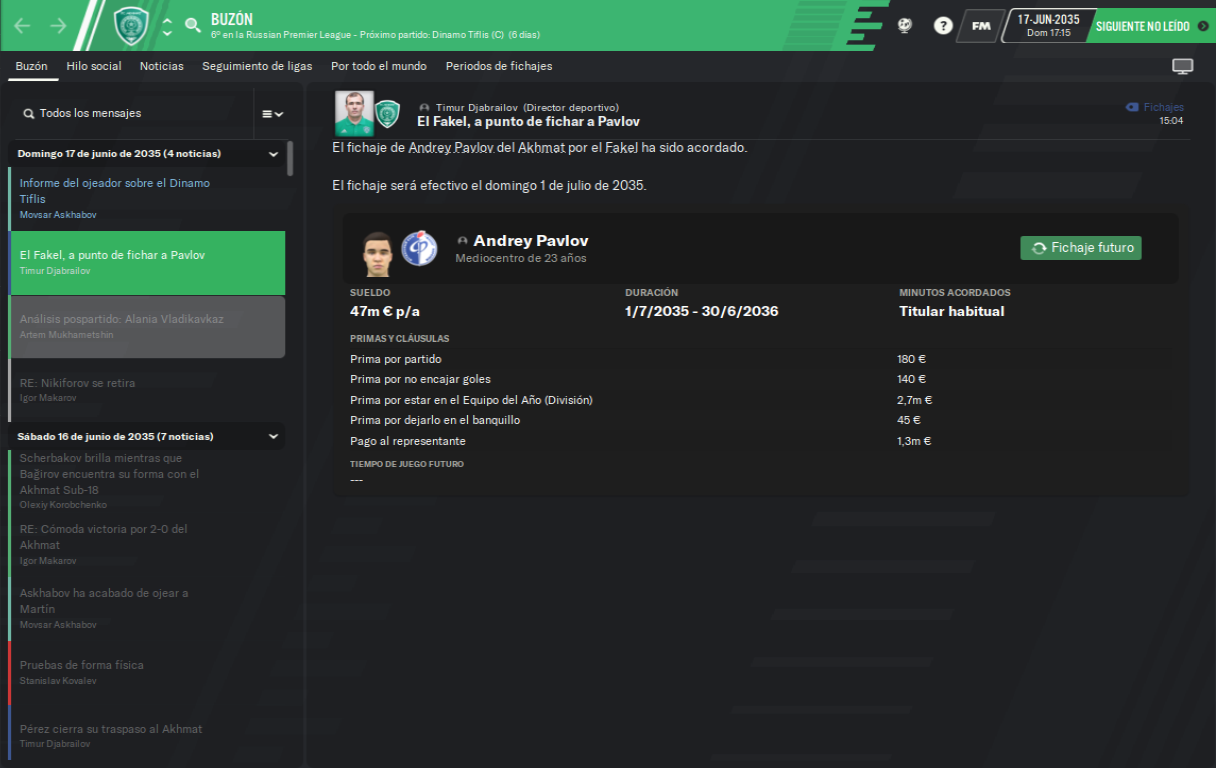 BUZÓN
6º en la Russian Premier League - Próximo partido: Dinamo Tiflis (C) (6 días)
?
FM
17-JUN-2035
Dom 17:15
SIGUIENTE NO LEÍDO
Buzón
Hilo social
Noticias
Seguimiento de ligas
Por todo el mundo
Periodos de fichajes
Todos los mensajes
Domingo 17 de junio de 2035 (4 noticias)
Informe del ojeador sobre el Dinamo
Tiflis
Movsar Askhabov
El Fakel, a punto de fichar a Pavlov
Timur Djabrailov
Análisis pospartido: Alania Vladikavkaz
Artem Mukhametshin
RE: Nikiforov se retira
Igor Makarov
Sábado 16 de junio de 2035 (7 noticias)
Scherbakov brilla mientras que
Bağirov encuentra su forma con el
Akhmat Sub-18
Olexiy Korobchenko
RE: Cómoda victoria por 2-0 del
Akhmat
Igor Makarov
Askhabov ha acabado de ojear a
Martín
Movsar Askhabov
Pruebas de forma física
Stanislav Kovalev
Pérez cierra su traspaso al Akhmat
Timur Djabrailov
Timur Djabrailov (Director deportivo)
El Fakel, a punto de fichar a Pavlov
Fichajes
15:04
El fichaje de Andrey Pavlov del Akhmat por el Fakel ha sido acordado.
El fichaje será efectivo el domingo 1 de julio de 2035.
Andrey Pavlov
Mediocentro de 23 años
Fichaje futuro
SUELDO
DURACIÓN
MINUTOS ACORDADOS
47m € p/a
1/7/2035 - 30/6/2036
Titular habitual
PRIMAS Y CLÁUSULAS
Prima por partido
180 €
Prima por no encajar goles
140 €
Prima por estar en el Equipo del Año (División)
2,7m €
Prima por dejarlo en el banquillo
45 €
Pago al representante
1,3m €
TIEMPO DE JUEGO FUTURO
---